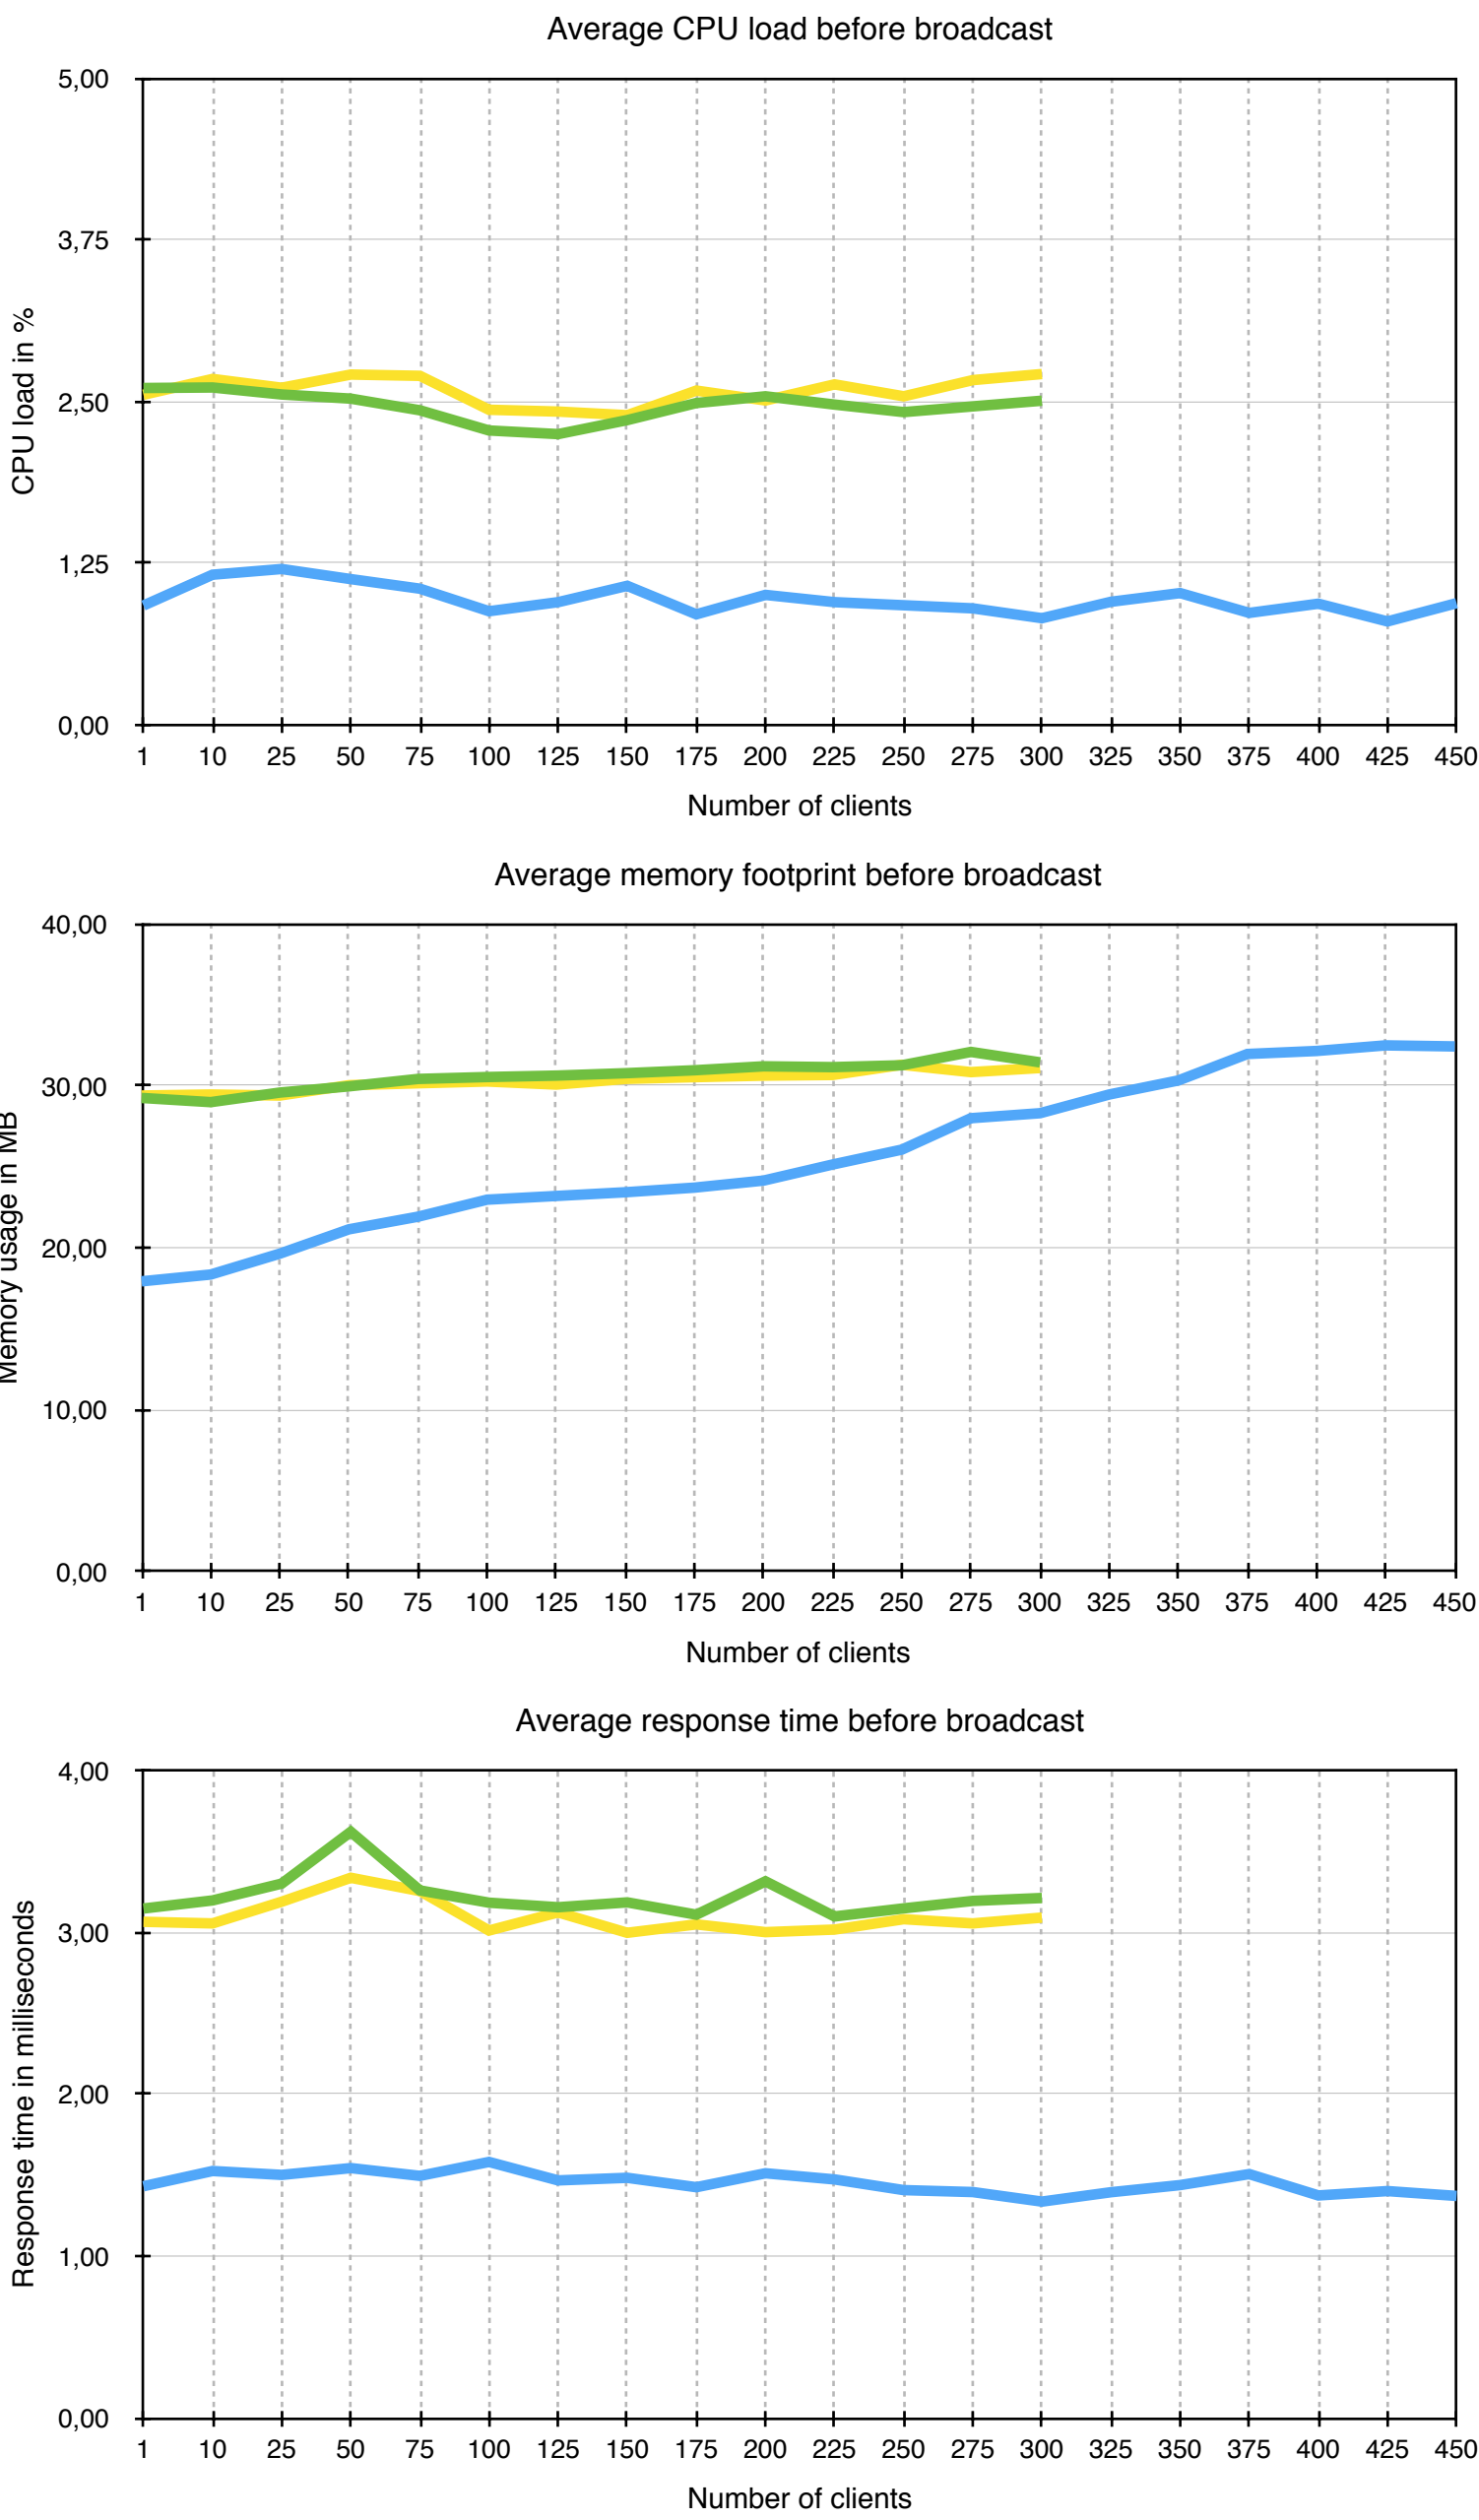 Average CPU load before broadcast
5,00
3,75
2,50
1,25
0,00
CPU load in %
1 10 25 50 75 100 125 150 175 200 225 250 275 300 325 350 375 400 425 450
Number of clients
Average memory footprint before broadcast
40,00
30,00
20,00
10,00
0,00
Memory usage in MB
1 10 25 50 75 100 125 150 175 200 225 250 275 300 325 350 375 400 425 450
Number of clients
Average response time before broadcast
4,00
3,00
2,00
1,00
0,00
Response time in milliseconds
1 10 25 50 75 100 125 150 175 200 225 250 275 300 325 350 375 400 425 450
Number of clients